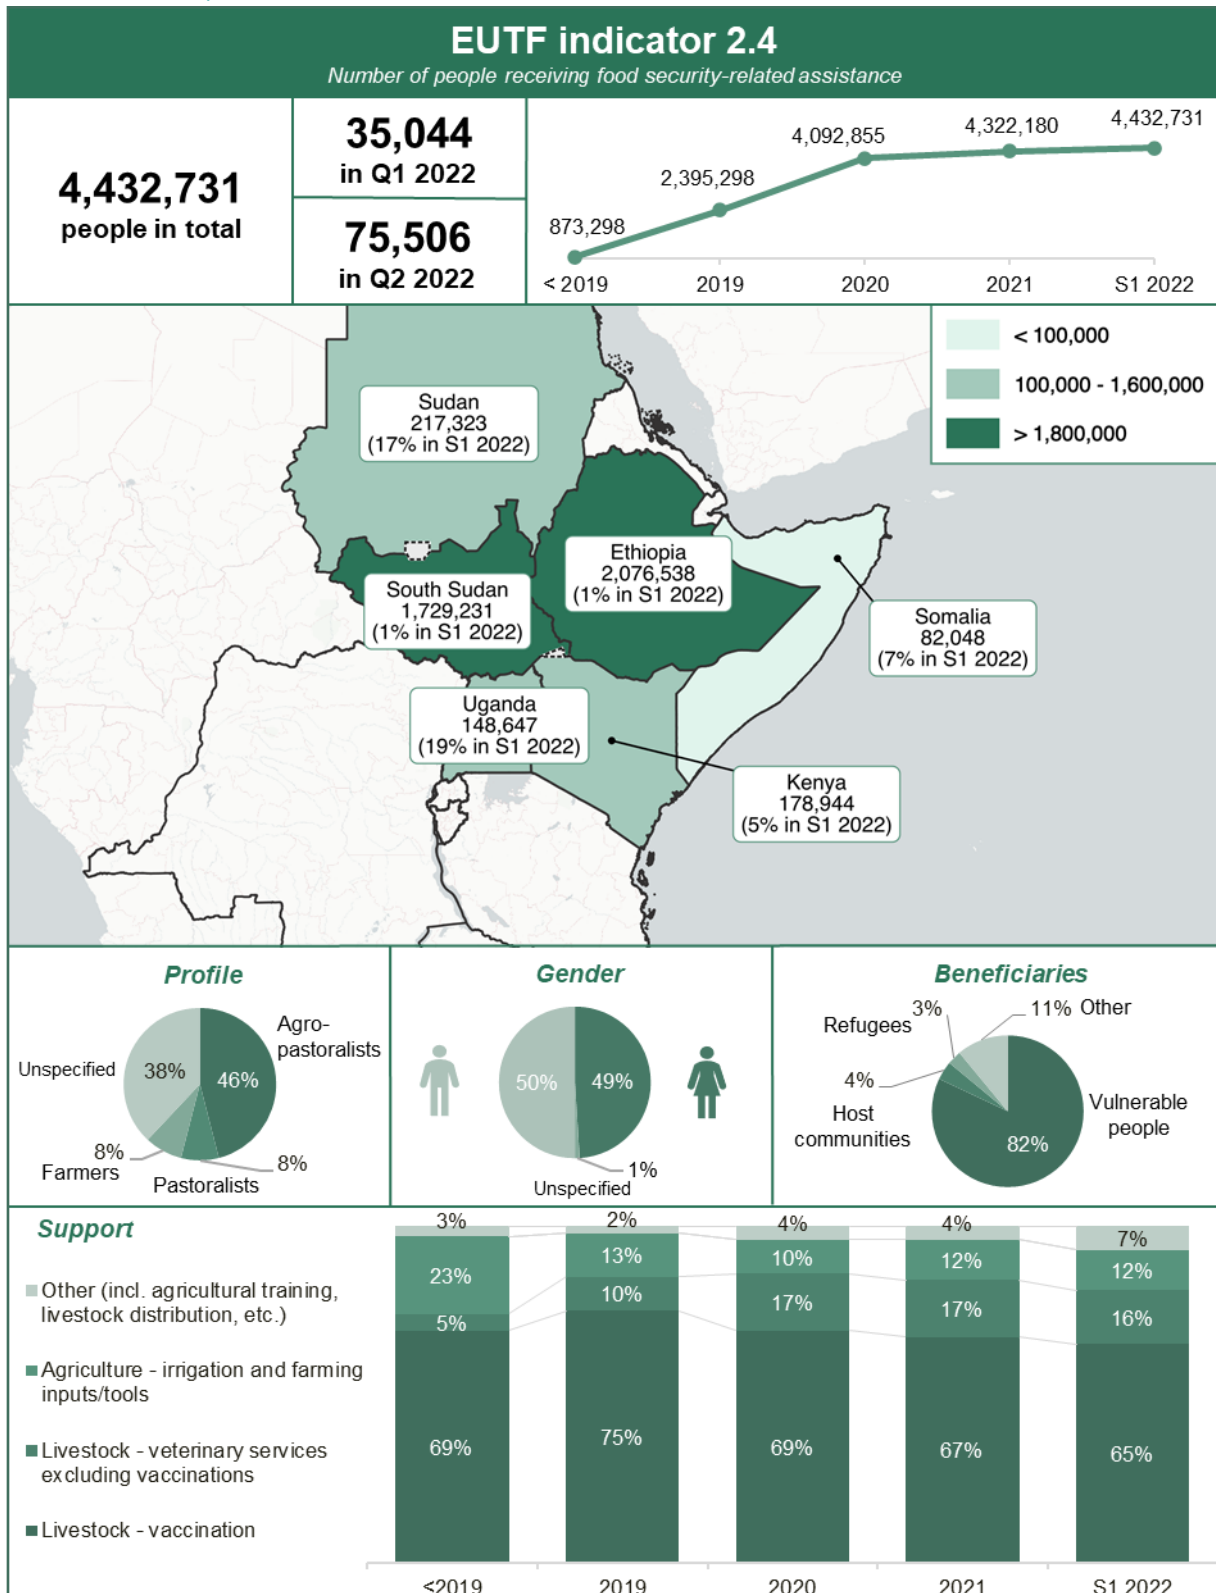 EUTF indicator 2.4
Number of people receiving food security-related assistance
4,432,731
people in total
35,044
in Q1 2022
75,506
in Q2 2022
873,298
2,395,298
4,092,855
4,322,180
4,432,731
< 2019
2019
2020
2021
S1 2022
< 100,000
100,000 - 1,600,000
> 1,800,000
Sudan
217,323
(17% in S1 2022)
Ethiopia
2,076,538
(1% in S1 2022)
South Sudan
1,729,231
(1% in S1 2022)
Somalia
82,048
(7% in S1 2022)
Uganda
148,647
(19% in S1 2022)
Kenya
178,944
(5% in S1 2022)
Profile
Agro-
pastoralists
46%
Unspecified
38%
8%
Farmers
8%
Pastoralists
Gender
50%
49%
1%
Unspecified
Beneficiaries
3%
Refugees
11% Other
4%
Host
communities
Vulnerable
people
82%
Support
Other (incl. agricultural training,
livestock distribution, etc.)
Agriculture - irrigation and farming
inputs/tools
Livestock - veterinary services
excluding vaccinations
Livestock - vaccination
3%
2%
4%
4%
7%
23%
13%
10%
12%
12%
5%
10%
17%
17%
16%
69%
75%
69%
67%
65%
<2019
2019
2020
2021
S1 2022